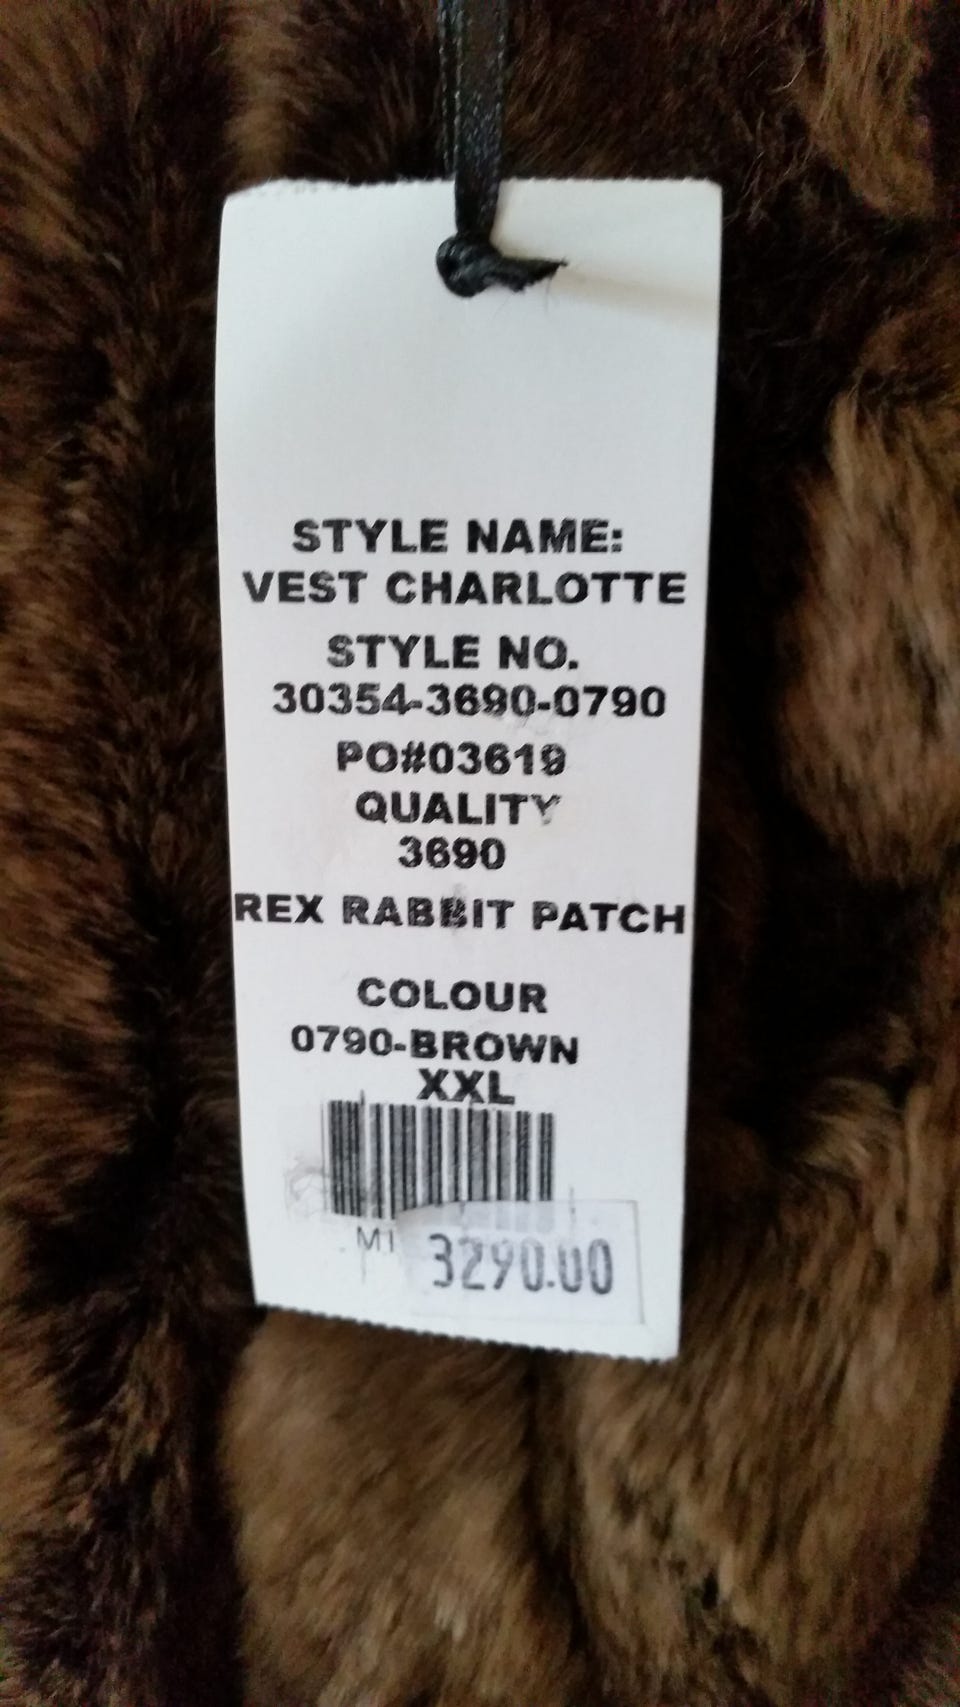 STYLE NAME:
VEST CHARLOTTE
STYLE NO.
30354-3690-0790
PO#03619
QUALITY
3690
REX RABBIT PATCH
COLOUR
0790-BROWN
XXL
3290.00